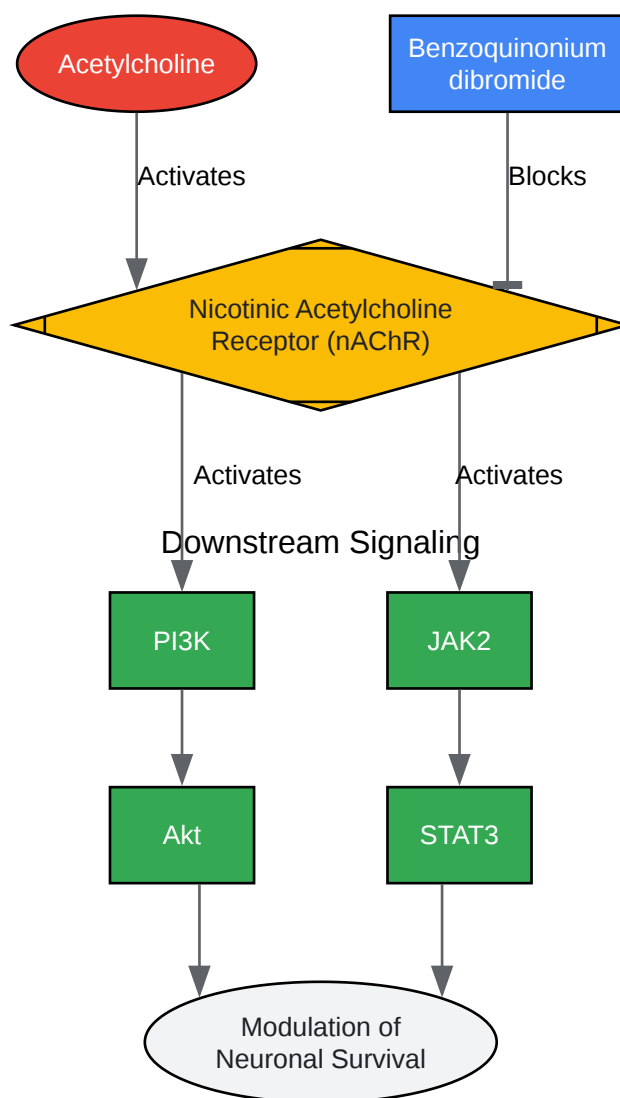 Acetylcholine
Benzoquinonium
dibromide
Activates
Blocks
Nicotinic Acetylcholine
Receptor (nAChR)
Activates
Activates
Downstream Signaling
PI3K
JAK2
Akt
STAT3
Modulation of
Neuronal Survival